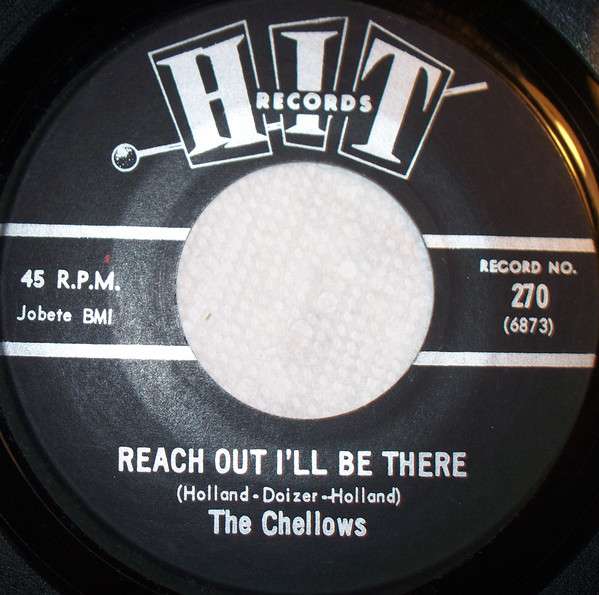 HIT
RECORDS
45 R.P.M.
Jobete BMI
RECORD NO.
270
(6873)
REACH OUT I'LL BE THERE
(Holland - Doizer - Holland)
The Chellows